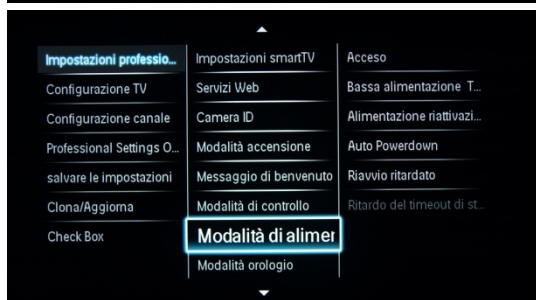 Impostazioni professio...
Configurazione TV
Configurazione canale
Professional Settings O...
salvare le impostazioni
Clona/Aggiorna
Check Box
Impostazioni smartTV
Servizi Web
Camera ID
Modalità accensione
Messaggio di benvenuto
Modalità di controllo
Modalità di alimer
Modalità orologio
Acceso
Bassa alimentazione T...
Alimentazione riattivazi...
Auto Powerdown
Riavvio ritardato
Ritardo del timeout di st...